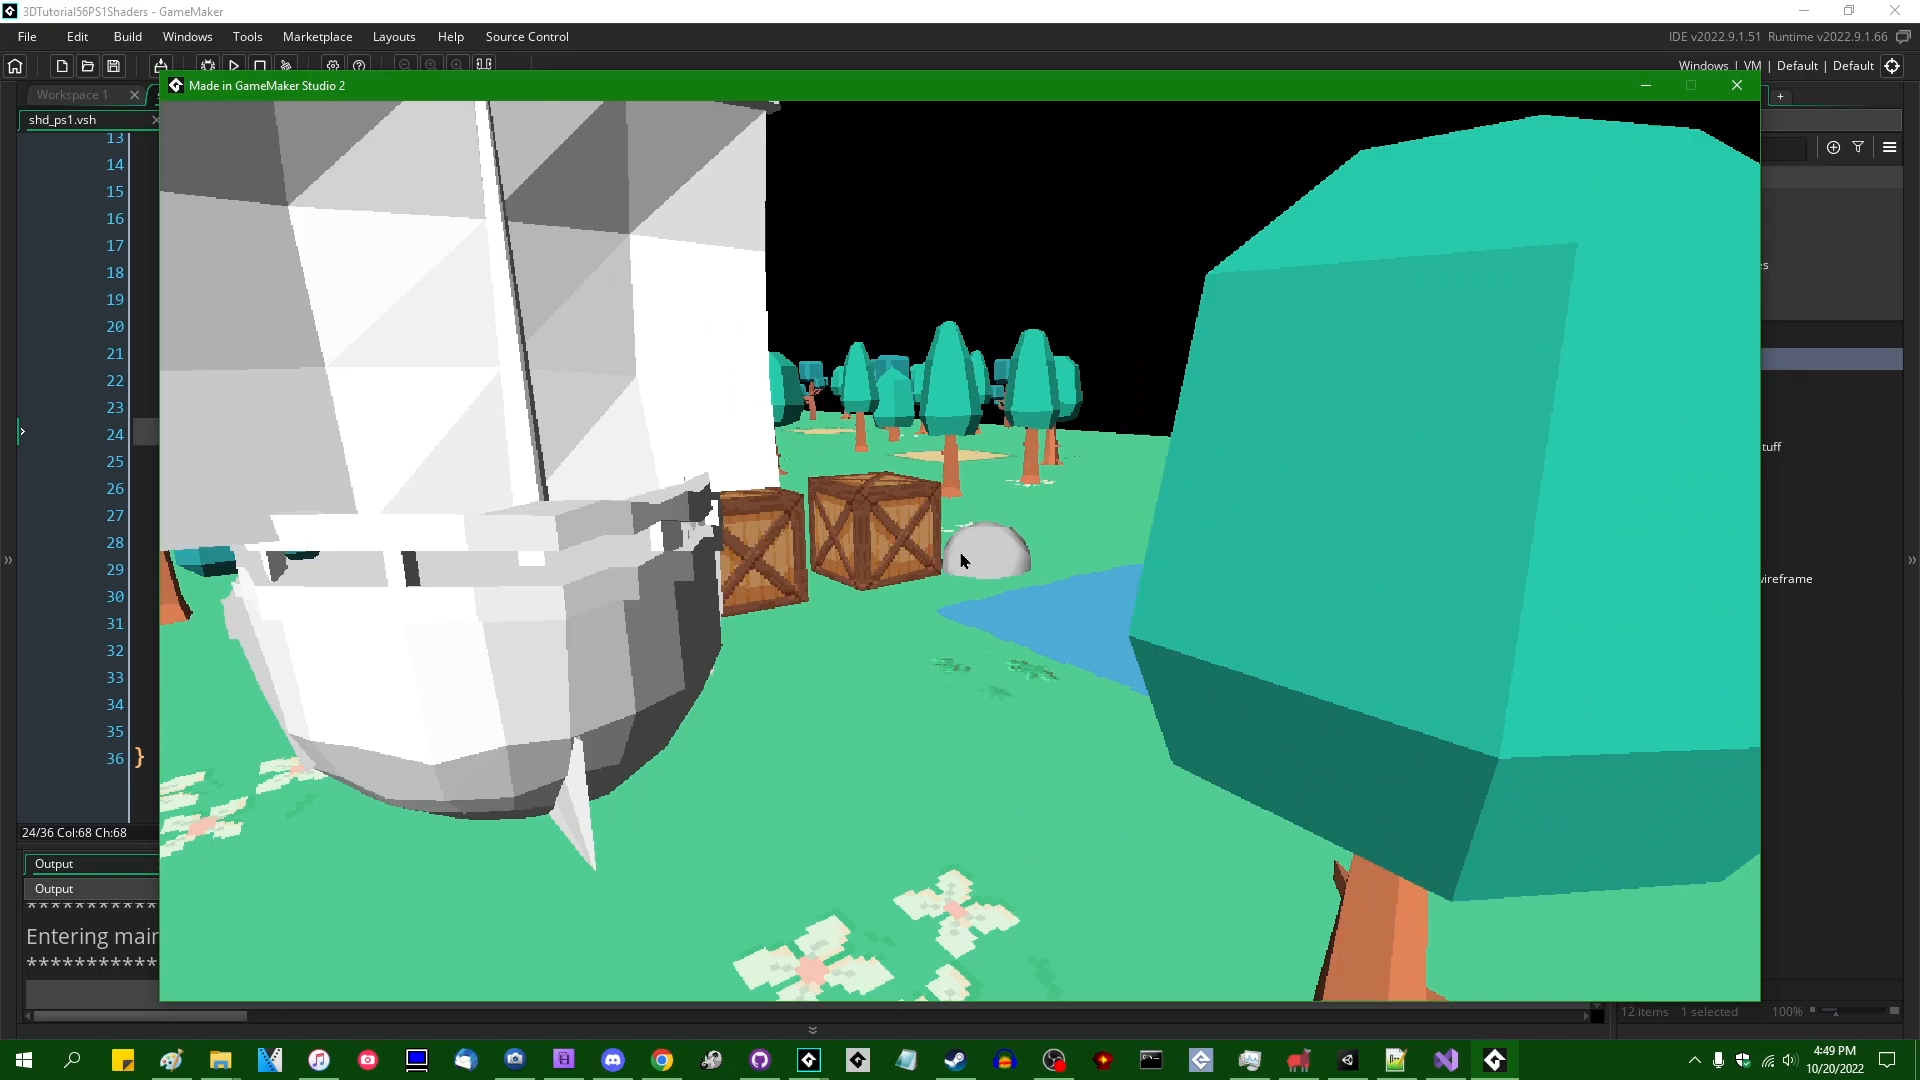 3DTutorial56PS1Shaders - GameMaker
File Edit Build Windows Tools Marketplace Layouts Help Source Control
IDE v2022.9.1.51 Runtime v2022.9.1.66
Windows | VM | Default | Default
Made in GameMaker Studio 2
Workspace 1
shd_ps1.vsh
13
14
15
16
17
18
19
20
21
22
23
24
25
26
27
28
29
30
31
32
33
34
35
36 }
24/36 Col:68 Ch:68
Output
Output
***********
Entering main
***********
12 items 1 selected 100%
4:49 PM
10/20/2022